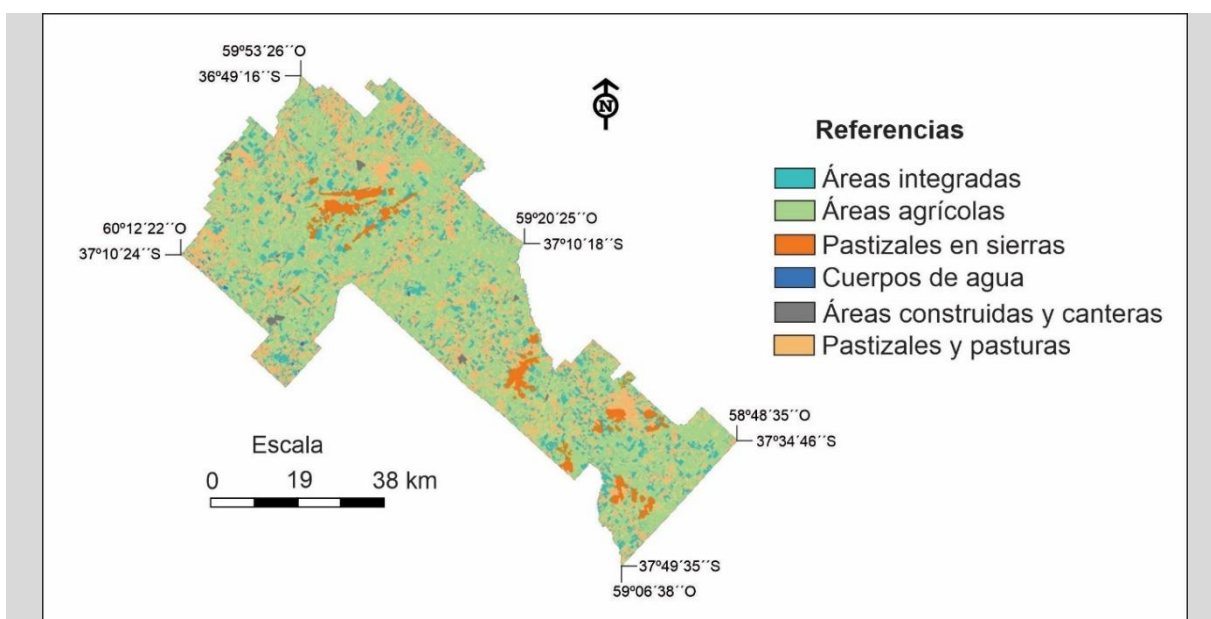 59º53´26´´O
36º49´16´´S
N
Referencias
Áreas integradas
Áreas agrícolas
Pastizales en sierras
Cuerpos de agua
Áreas construidas y canteras
Pastizales y pasturas
60º12´22´´O
37º10´24´´S
59º20´25´´O
37º10´18´´S
58º48´35´´O
37º34´46´´S
Escala
0 19 38 km
37º49´35´´S
59º06´38´´O